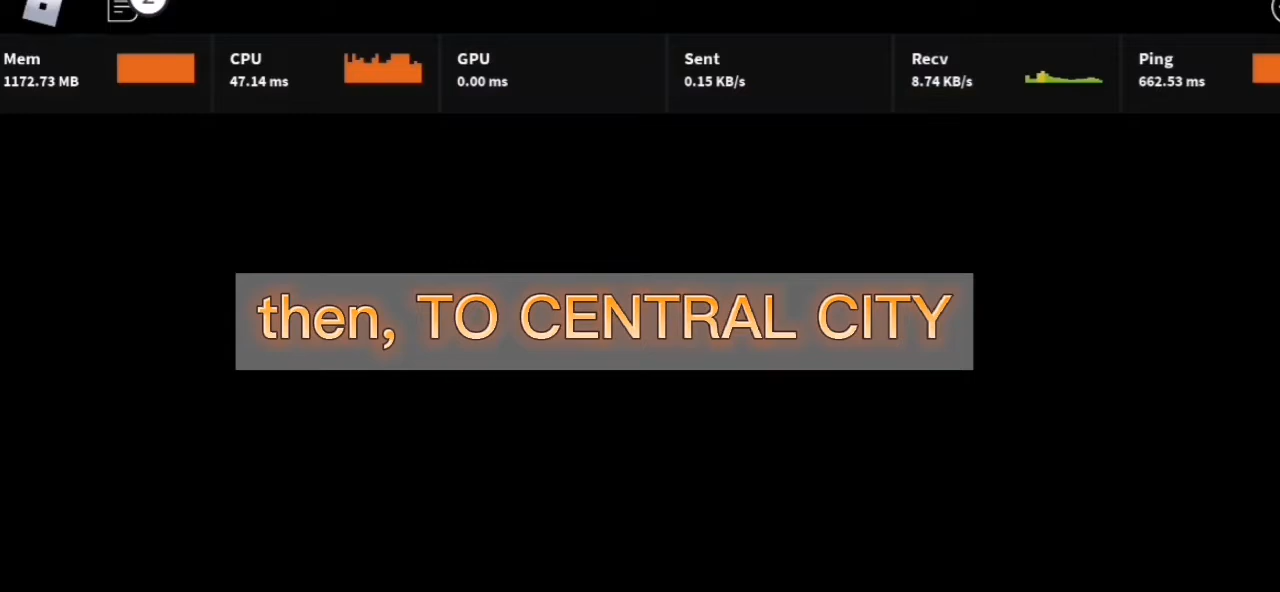 Mem CPU GPU Sent Recv Ping
1172.73 MB 47.14 ms 0.00 ms 0.15 KB/s 8.74 KB/s 662.53 ms
then, TO CENTRAL CITY